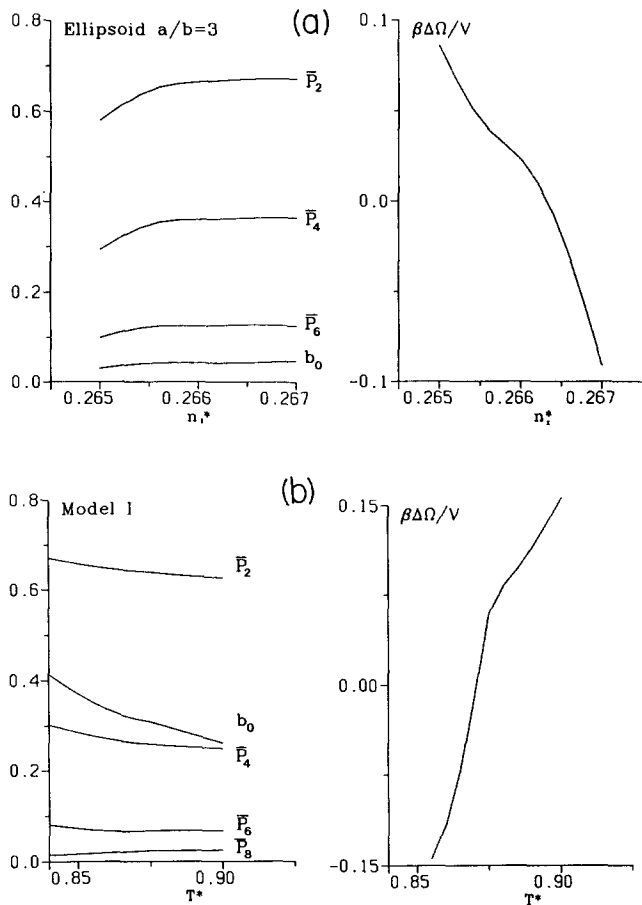 Ellipsoid a/b=3
(a)
0.8
0.6
0.4
0.2
0.0
P̅₂
P̅₄
P̅₆
b₀
0.265
0.266
0.267
nᵢ*
βΔΩ/V
0.1
0.0
-0.1
0.265
0.266
0.267
nᵢ*
(b)
Model I
0.8
0.6
0.4
0.2
0.0
P̅₂
b₀
P̅₄
P̅₆
P̅₈
0.85
0.90
T*
βΔΩ/V
0.15
0.00
-0.15
0.85
0.90
T*